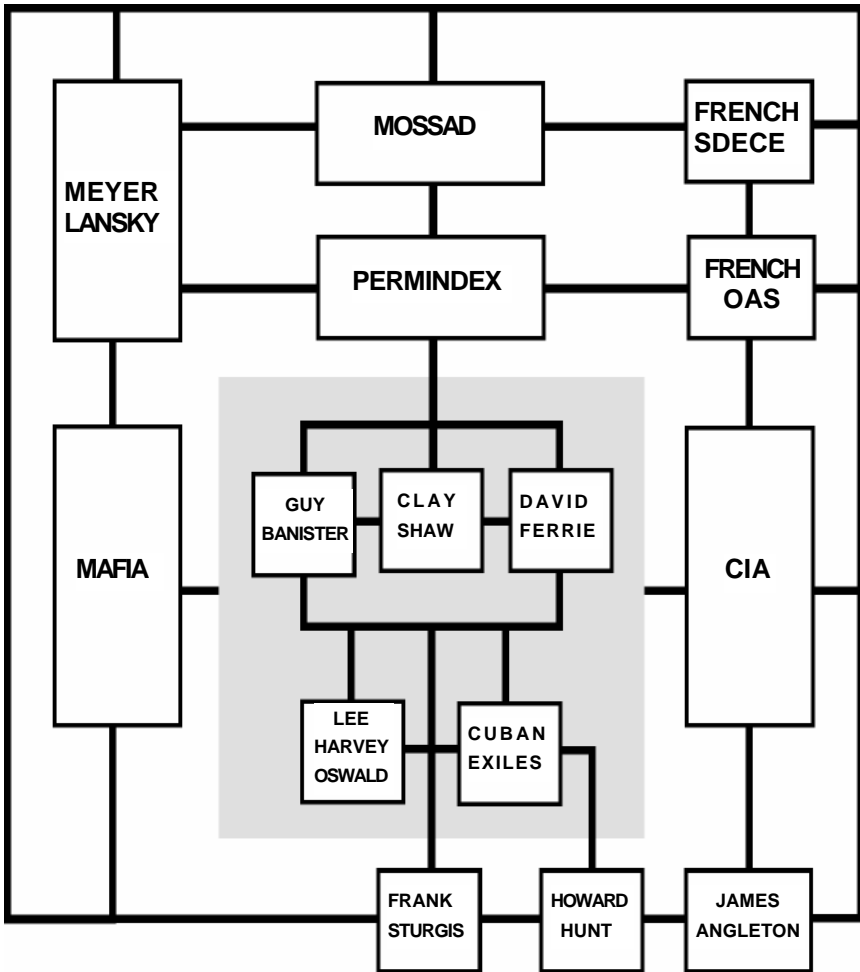 MOSSAD
FRENCH
SDECE
MEYER
LANSKY
PERMINDEX
FRENCH
OAS
GUY
BANISTER
CLAY
SHAW
DAVID
FERRIE
MAFIA
CIA
LEE
HARVEY
OSWALD
CUBAN
EXILES
FRANK
STURGIS
HOWARD
HUNT
JAMES
ANGLETON